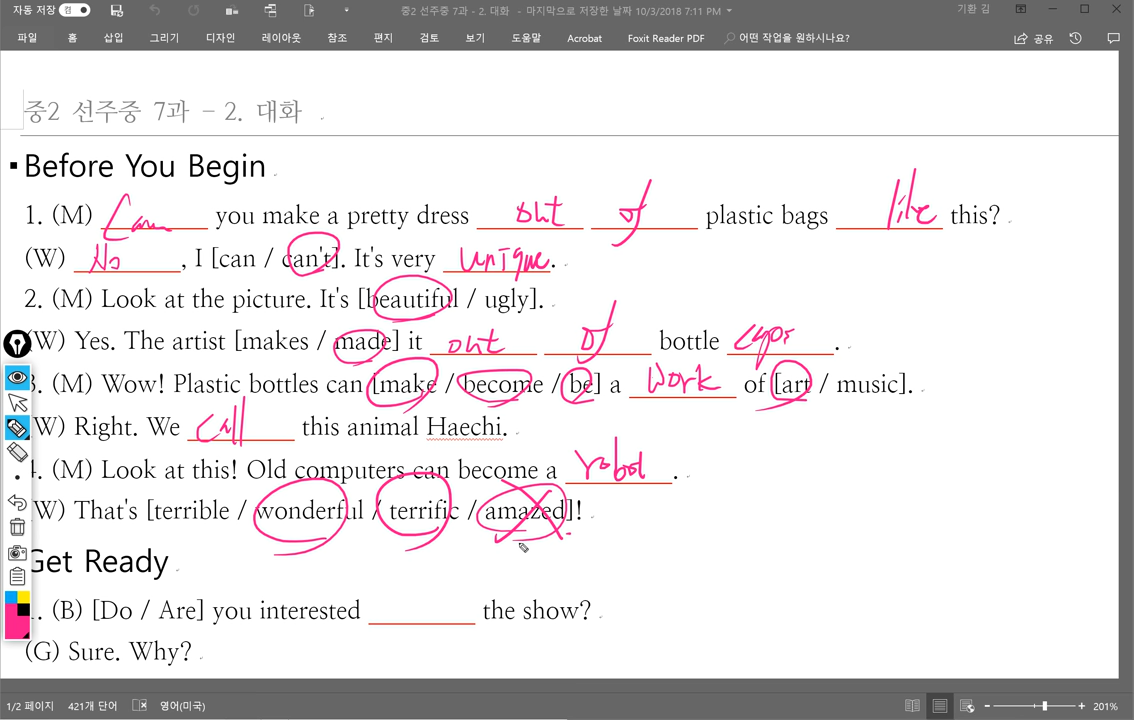 자동 저장 컴 중2 선주중 7과 - 2. 대화 - 마지막으로 저장한 날짜 10/3/2018 7:11 PM 기환 김
파일 홈 삽입 그리기 디자인 레이아웃 참조 편지 검토 보기 도움말 Acrobat Foxit Reader PDF 어떤 작업을 원하시나요? 공유
중2 선주중 7과 - 2. 대화
Before You Begin
1. (M) Can you make a pretty dress out of plastic bags like this?
(W) No, I [can / can't]. It's very unique.
2. (M) Look at the picture. It's [beautiful / ugly].
(W) Yes. The artist [makes / made] it out of bottle caps.
3. (M) Wow! Plastic bottles can [make / become / be] a work of [art / music].
(W) Right. We call this animal Haechi.
4. (M) Look at this! Old computers can become a robot.
(W) That's [terrible / wonderful / terrific / amazed]!
Get Ready
1. (B) [Do / Are] you interested ______ the show?
(G) Sure. Why?
1/2 페이지 421개 단어 영어(미국) 201%